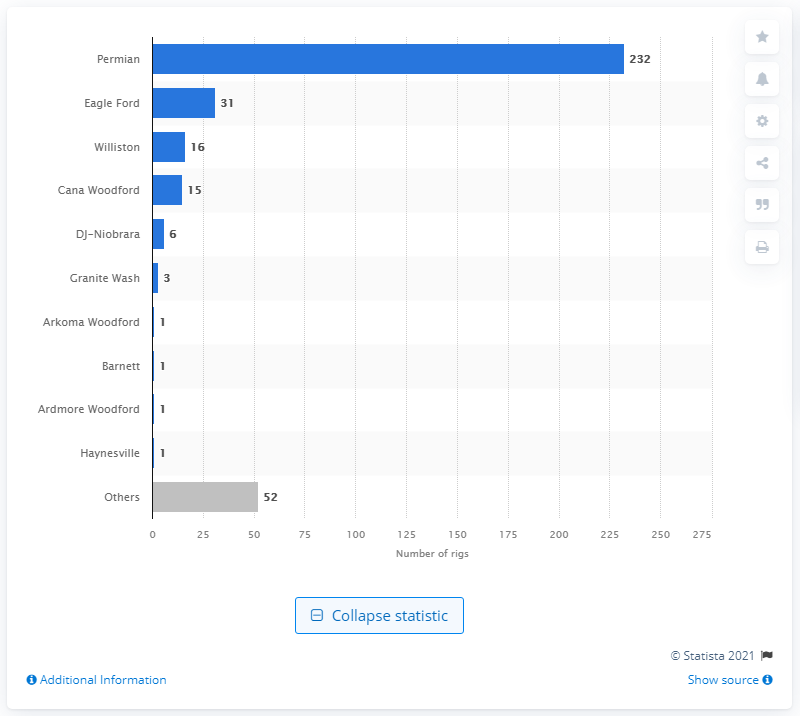 Permian 232
Eagle Ford 31
Williston 16
Cana Woodford 15
DJ-Niobrara 6
Granite Wash 3
Arkoma Woodford 1
Barnett 1
Ardmore Woodford 1
Haynesville 1
Others 52
0 25 50 75 100 125 150 175 200 225 250 275
Number of rigs
Collapse statistic
© Statista 2021
Additional Information
Show source